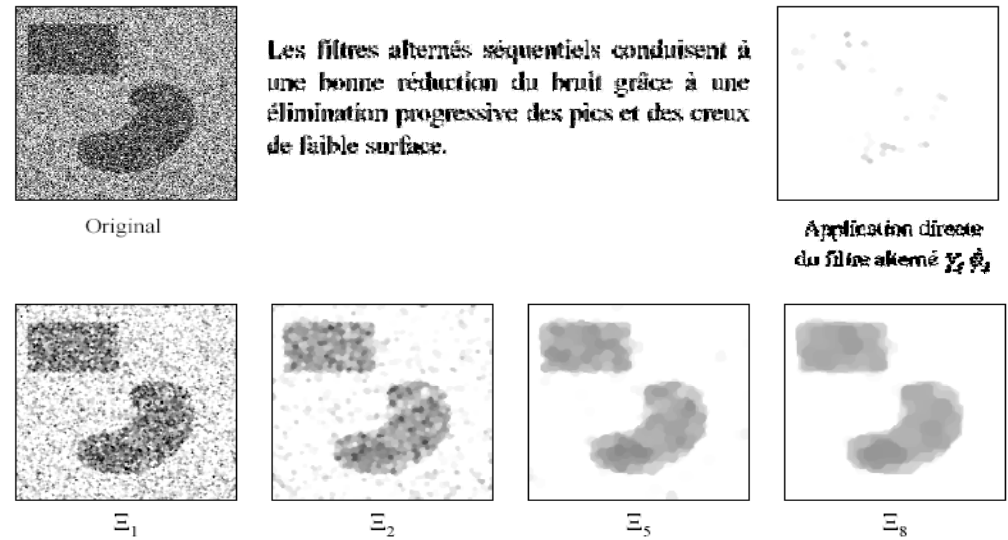 Les filtres alternés séquentiels conduisent à
une bonne réduction du bruit grâce à une
élimination progressive des pics et des creux
de faible surface.
Original
Application directe
du filtre alterné
Ξ1
Ξ2
Ξ5
Ξ8